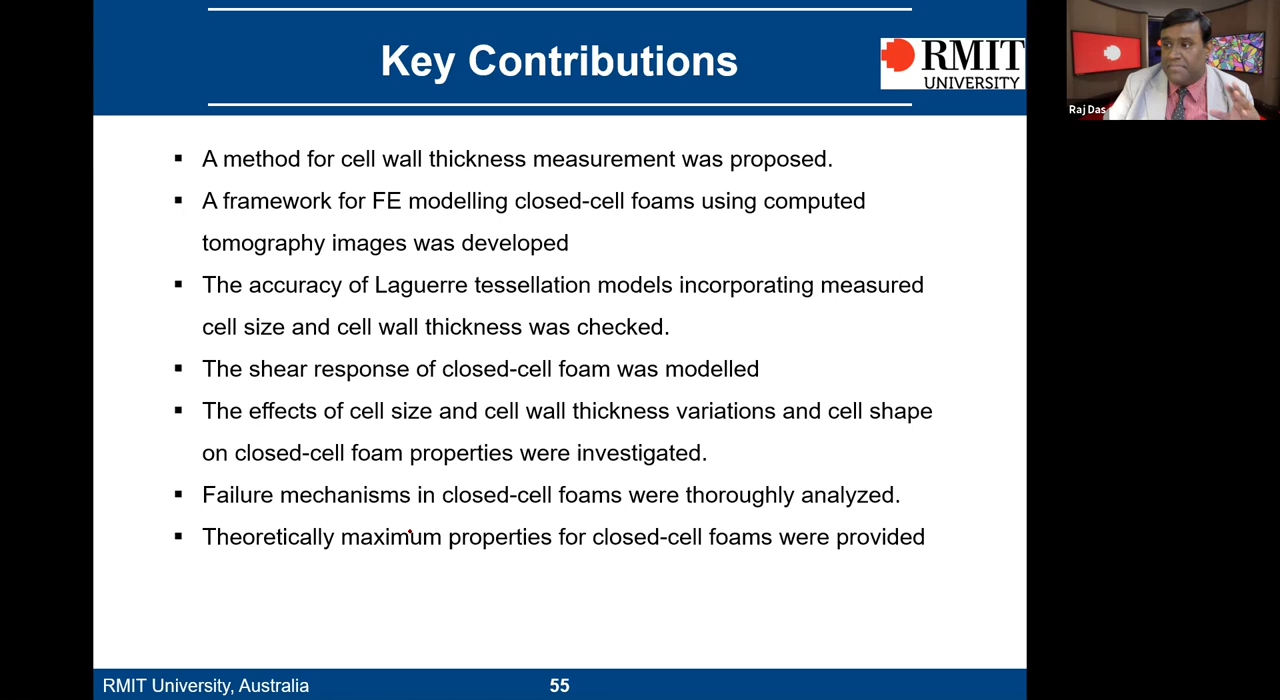 Key Contributions
RMIT
UNIVERSITY
Raj Das
▪ A method for cell wall thickness measurement was proposed.
▪ A framework for FE modelling closed-cell foams using computed
tomography images was developed
▪ The accuracy of Laguerre tessellation models incorporating measured
cell size and cell wall thickness was checked.
▪ The shear response of closed-cell foam was modelled
▪ The effects of cell size and cell wall thickness variations and cell shape
on closed-cell foam properties were investigated.
▪ Failure mechanisms in closed-cell foams were thoroughly analyzed.
▪ Theoretically maximum properties for closed-cell foams were provided
RMIT University, Australia
55